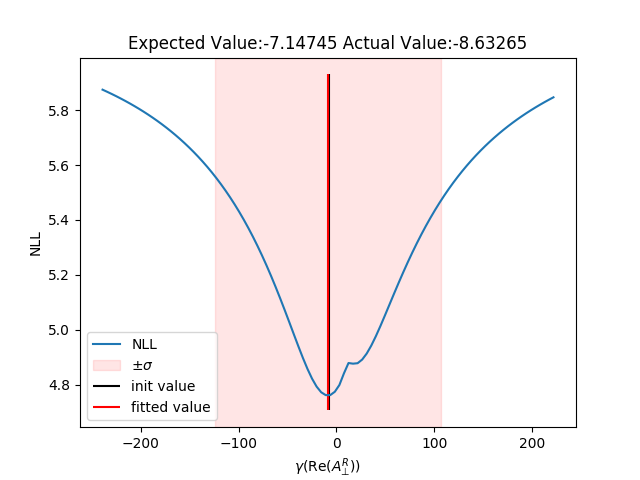 Expected Value:-7.14745 Actual Value:-8.63265
NLL
5.8
5.6
5.4
5.2
5.0
4.8
NLL
±σ
init value
fitted value
−200
−100
0
100
200
γ(Re(A_⊥^R))